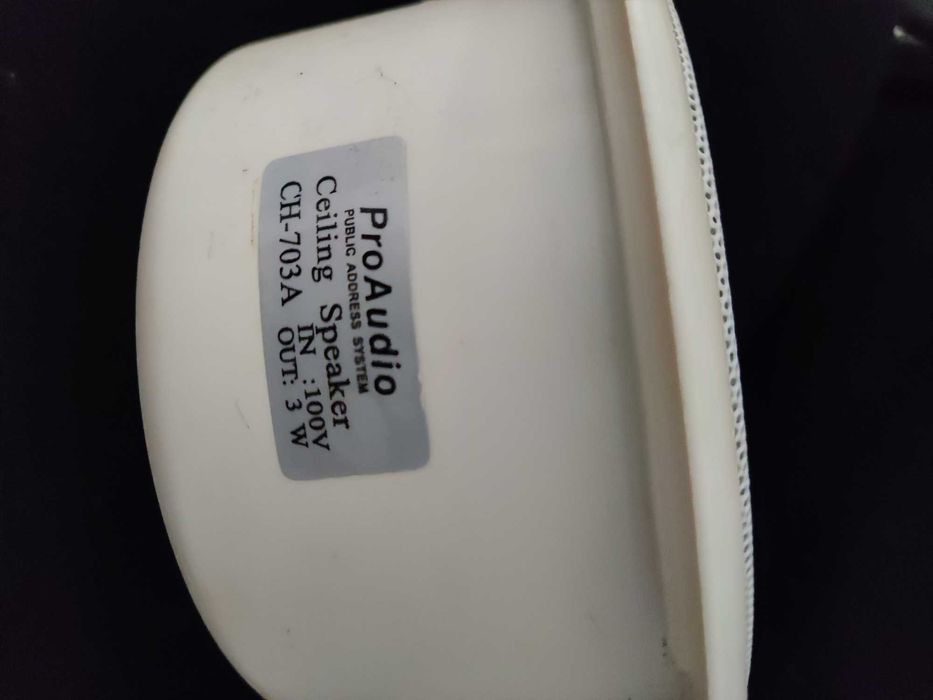 ProAudio
PUBLIC ADDRESS SYSTEM
Ceiling Speaker
IN :100V
CH-703A OUT: 3 W